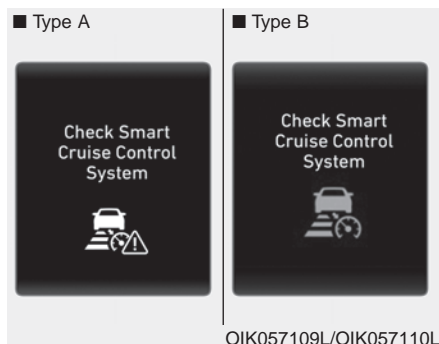 ■ Type A
■ Type B
Check Smart
Cruise Control
System
Check Smart
Cruise Control
System
OIK057109L/OIK057110L